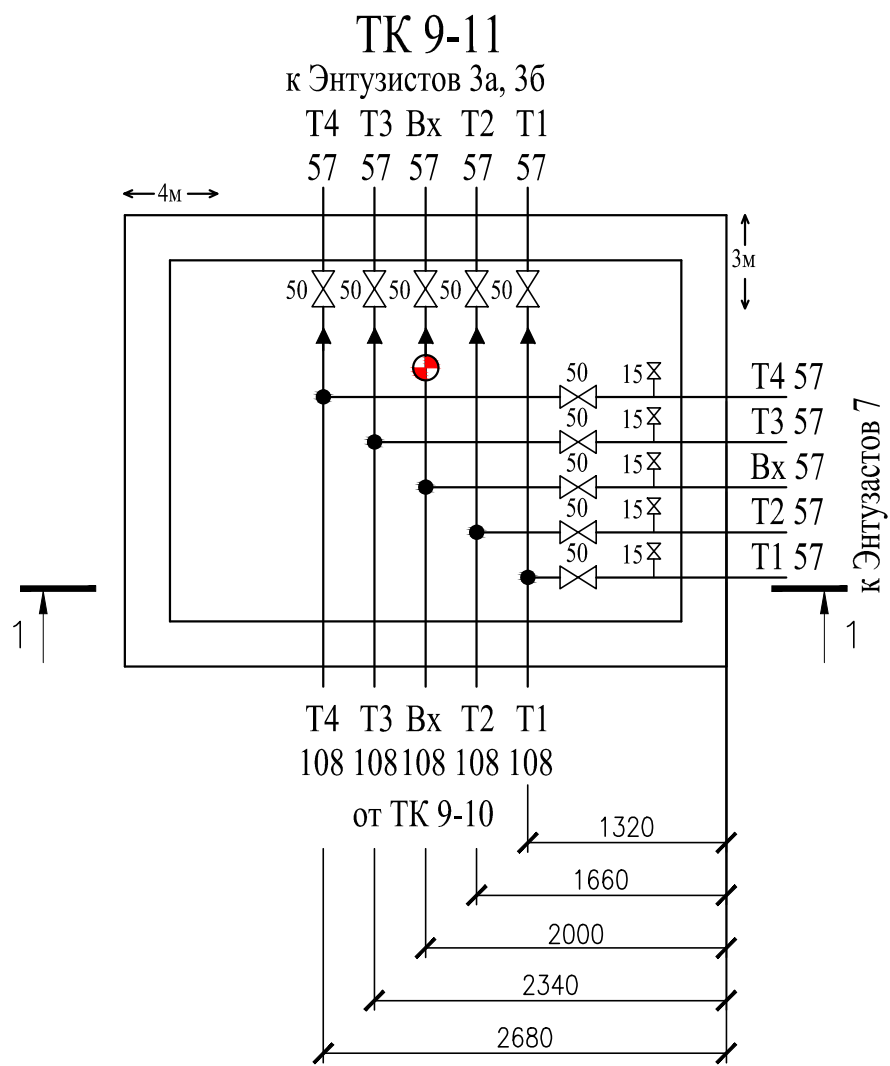 ТК 9-11
к Энтузистов 3а, 3б
Т4 Т3 Вх Т2 Т1
57 57 57 57 57
4м
3м
50 50 50 50 50
50 15 Т4 57
50 15 Т3 57
50 15 Вх 57
50 15 Т2 57
50 15 Т1 57
к Энтузастов 7
1 1
Т4 Т3 Вх Т2 Т1
108 108 108 108 108
от ТК 9-10
1320
1660
2000
2340
2680